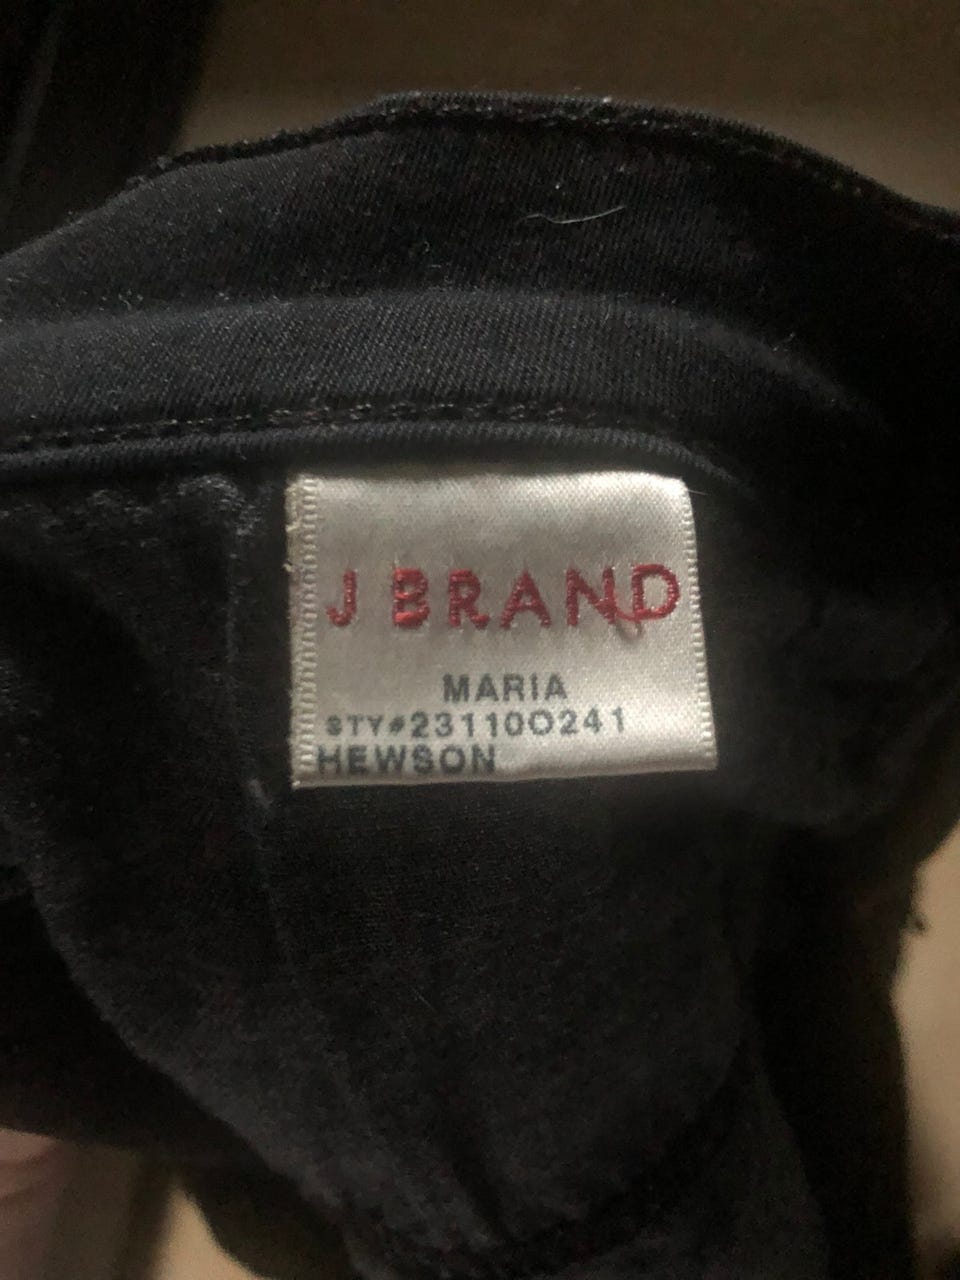 J BRAND
MARIA
STY#23110O241
HEWSON